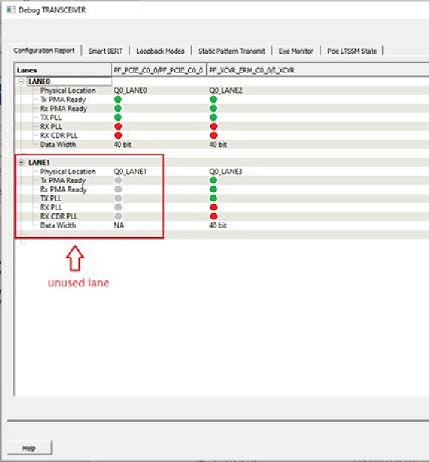 Debug TRANSCEIVER
Configuration Report Smart BERT Loopback Modes Static Pattern Transmit Eye Monitor Pcie LTSSM State
Lanes PF_PCIE_C0_0/PF_PCIE_C0_0 PF_XCVR_ERM_C0_0/I_XCVR
LANE0
Physical Location Q0_LANE0 Q0_LANE2
Tx PMA Ready
Rx PMA Ready
TX PLL
RX PLL
RX CDR PLL
Data Width 40 bit 40 bit
LANE1
Physical Location Q0_LANE1 Q0_LANE3
Tx PMA Ready
Rx PMA Ready
TX PLL
RX PLL
RX CDR PLL
Data Width NA 40 bit
unused lane
Help